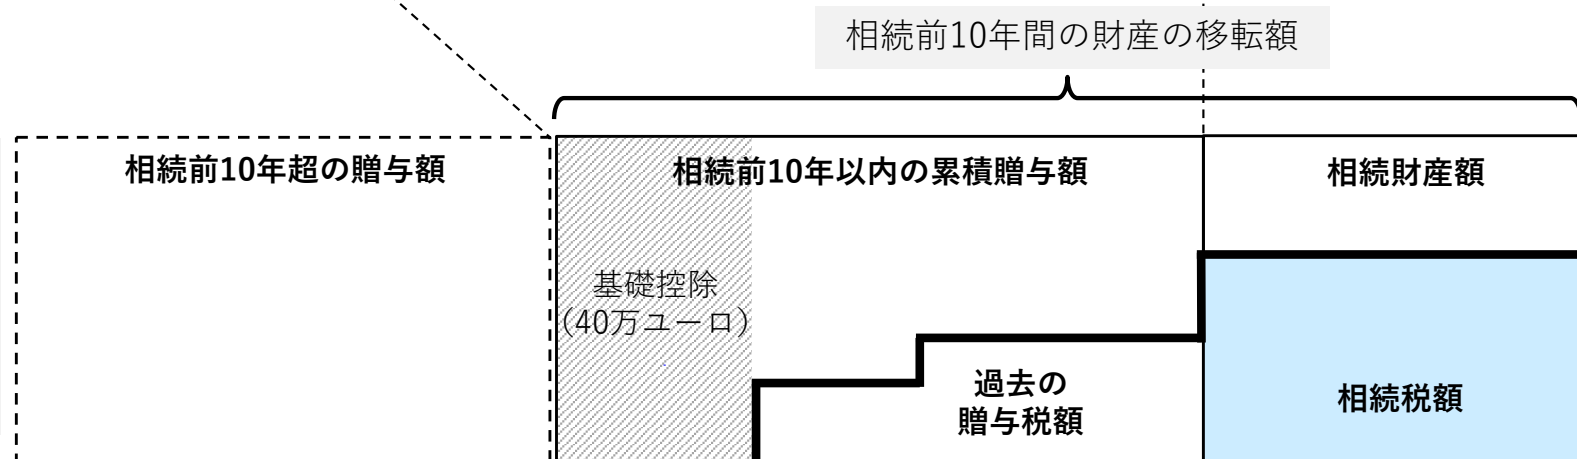 相続前10年間の財産の移転額
相続前10年超の贈与額
相続前10年以内の累積贈与額
相続財産額
基礎控除
（40万ユーロ）
過去の
贈与税額
相続税額